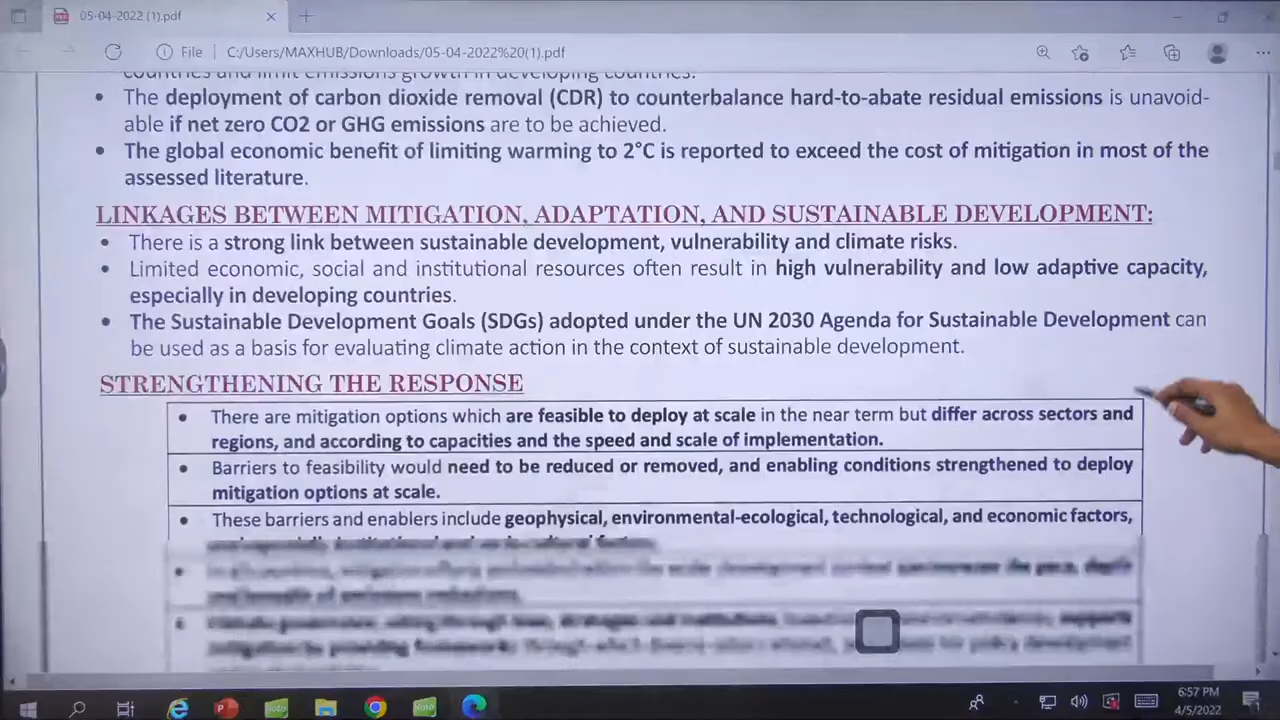 05-04-2022 (1).pdf
File
C:/Users/MAXHUB/Downloads/05-04-2022%20(1).pdf
countries and limit emissions growth in developing countries.
• The deployment of carbon dioxide removal (CDR) to counterbalance hard-to-abate residual emissions is unavoid-
able if net zero CO2 or GHG emissions are to be achieved.
• The global economic benefit of limiting warming to 2°C is reported to exceed the cost of mitigation in most of the
assessed literature.
LINKAGES BETWEEN MITIGATION, ADAPTATION, AND SUSTAINABLE DEVELOPMENT:
• There is a strong link between sustainable development, vulnerability and climate risks.
• Limited economic, social and institutional resources often result in high vulnerability and low adaptive capacity,
especially in developing countries.
• The Sustainable Development Goals (SDGs) adopted under the UN 2030 Agenda for Sustainable Development can
be used as a basis for evaluating climate action in the context of sustainable development.
STRENGTHENING THE RESPONSE
• There are mitigation options which are feasible to deploy at scale in the near term but differ across sectors and
regions, and according to capacities and the speed and scale of implementation.
• Barriers to feasibility would need to be reduced or removed, and enabling conditions strengthened to deploy
mitigation options at scale.
• These barriers and enablers include geophysical, environmental-ecological, technological, and economic factors,
6:57 PM
4/5/2022